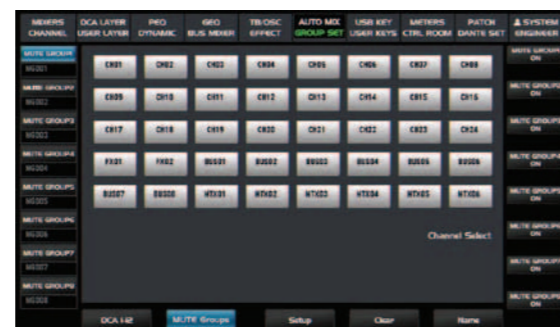 MIXERS DCA LAYER PEQ GEQ TB/OSC AUTO MIX USB KEY METERS PATCH SYSTEM
CHANNEL USER LAYER DYNAMIC BUS MIXER EFFECT GROUP SET USER KEYS CTRL ROOM DANTE SET ENGINEER
MUTE GROUP1 MUTE GROUP1
MG001 CH01 CH02 CH03 CH04 CH05 CH06 CH07 CH08 ON
MUTE GROUP2 MUTE GROUP2
MG002 CH09 CH10 CH11 CH12 CH13 CH14 CH15 CH16 ON
MUTE GROUP3 MUTE GROUP3
MG003 CH17 CH18 CH19 CH20 CH21 CH22 CH23 CH24 ON
MUTE GROUP4 MUTE GROUP4
MG004 FX01 FX02 BUS01 BUS02 BUS03 BUS04 BUS05 BUS06 ON
MUTE GROUP5 MUTE GROUP5
MG005 BUS07 BUS08 MTX01 MTX02 MTX03 MTX04 MTX05 MTX06 ON
MUTE GROUP6 MUTE GROUP6
MG006 Channel Select ON
MUTE GROUP7 MUTE GROUP7
MG007 ON
MUTE GROUP8 MUTE GROUP8
MG008 ON
DCA 1-12 MUTE Groups Setup Clear Name